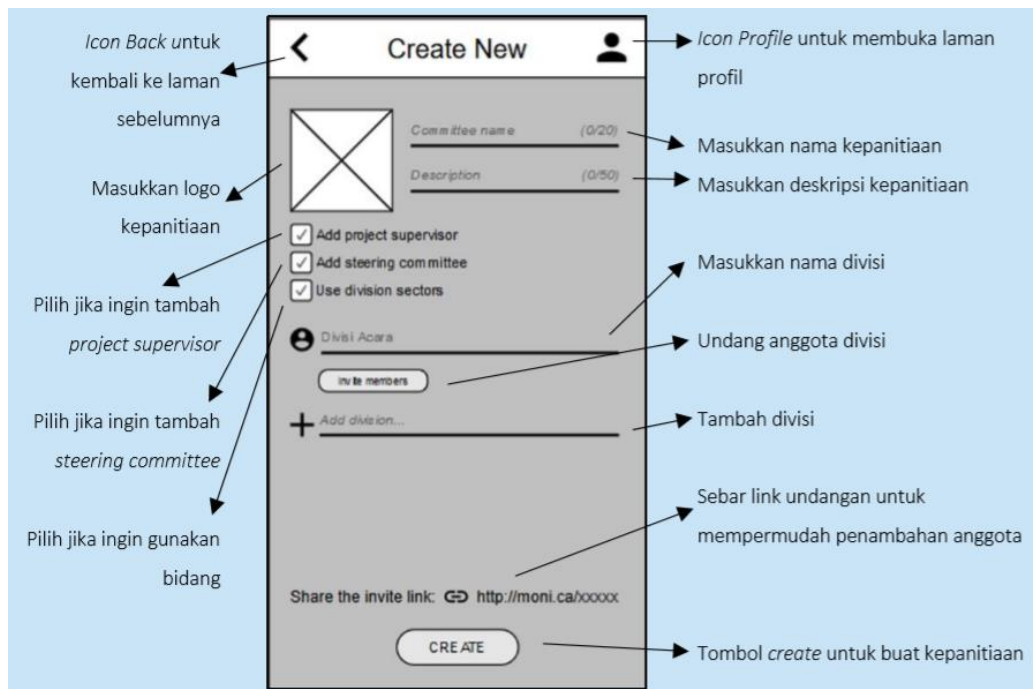 Icon Back untuk
kembali ke laman
sebelumnya
Masukkan logo
kepanitiaan
Pilih jika ingin tambah
project supervisor
Pilih jika ingin tambah
steering committee
Pilih jika ingin gunakan
bidang
Create New
Committee name (0/20)
Description (0/50)
Add project supervisor
Add steering committee
Use division sectors
Divisi Acara
invite members
Add division...
Share the invite link: http://moni.ca/xxxxx
CREATE
Icon Profile untuk membuka laman
profil
Masukkan nama kepanitiaan
Masukkan deskripsi kepanitiaan
Masukkan nama divisi
Undang anggota divisi
Tambah divisi
Sebar link undangan untuk
mempermudah penambahan anggota
Tombol create untuk buat kepanitiaan